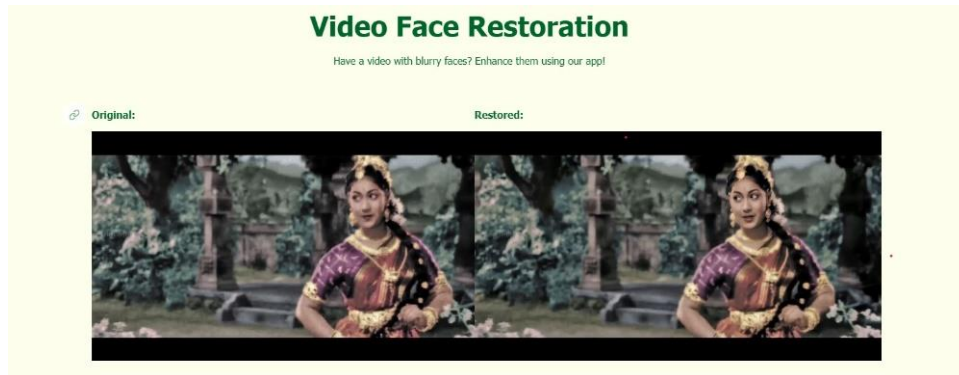 Video Face Restoration
Have a video with blurry faces? Enhance them using our app!
Original:
Restored: